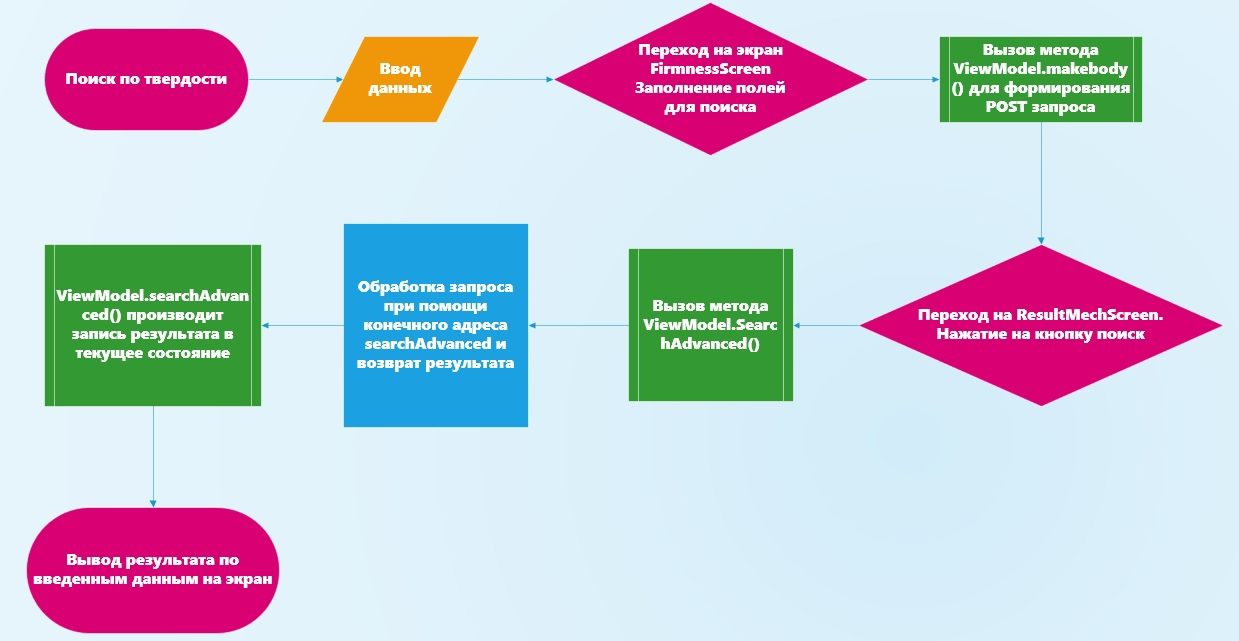 Поиск по твердости
Ввод
данных
Переход на экран
FirmnessScreen
Заполнение полей
для поиска
Вызов метода
ViewModel.makebody
() для формирования
POST запроса
Переход на ResultMechScreen.
Нажатие на кнопку поиск
Вызов метода
ViewModel.Searc
hAdvanced()
Обработка запроса
при помощи
конечного адреса
searchAdvanced и
возврат результата
ViewModel.searchAdvan
ced() производит
запись результата в
текущее состояние
Вывод результата по
введенным данным на экран